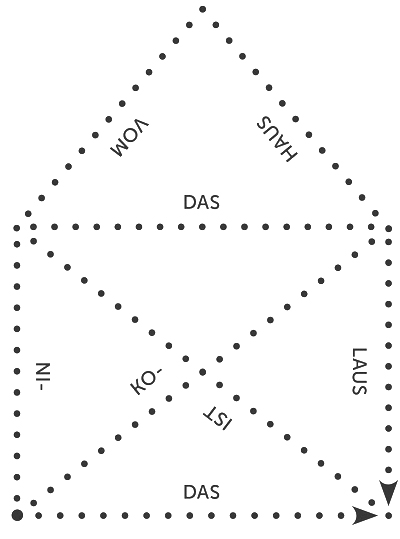 VOM
HAUS
DAS
NI-
KO-
LAUS
IST
DAS